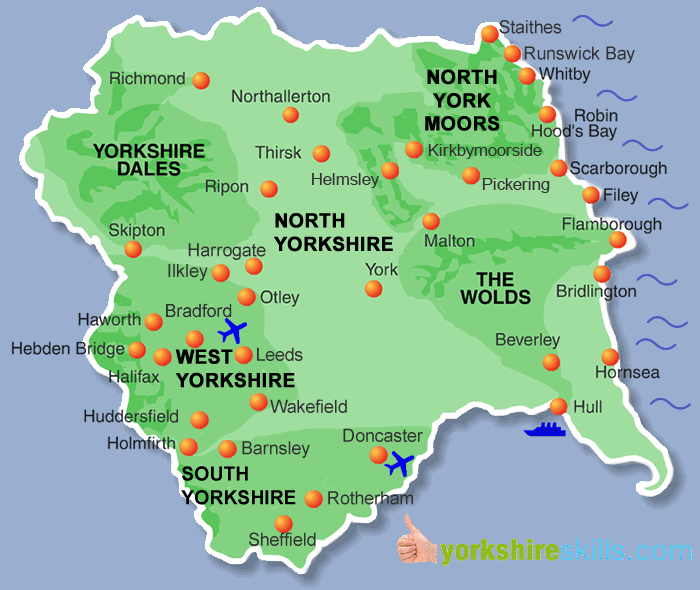 Staithes
Runswick Bay
Whitby
Richmond
NORTH
YORK
MOORS
Northallerton
Robin
Hood's Bay
YORKSHIRE
DALES
Thirsk
Kirkbymoorside
Scarborough
Helmsley
Pickering
Ripon
Filey
NORTH
YORKSHIRE
Flamborough
Skipton
Malton
Harrogate
Ilkley
York
THE
WOLDS
Bridlington
Otley
Bradford
Haworth
Beverley
Hebden Bridge
WEST
YORKSHIRE
Leeds
Halifax
Hornsea
Wakefield
Hull
Huddersfield
Doncaster
Holmfirth
Barnsley
SOUTH
YORKSHIRE
Rotherham
Sheffield
yorkshireskills.com